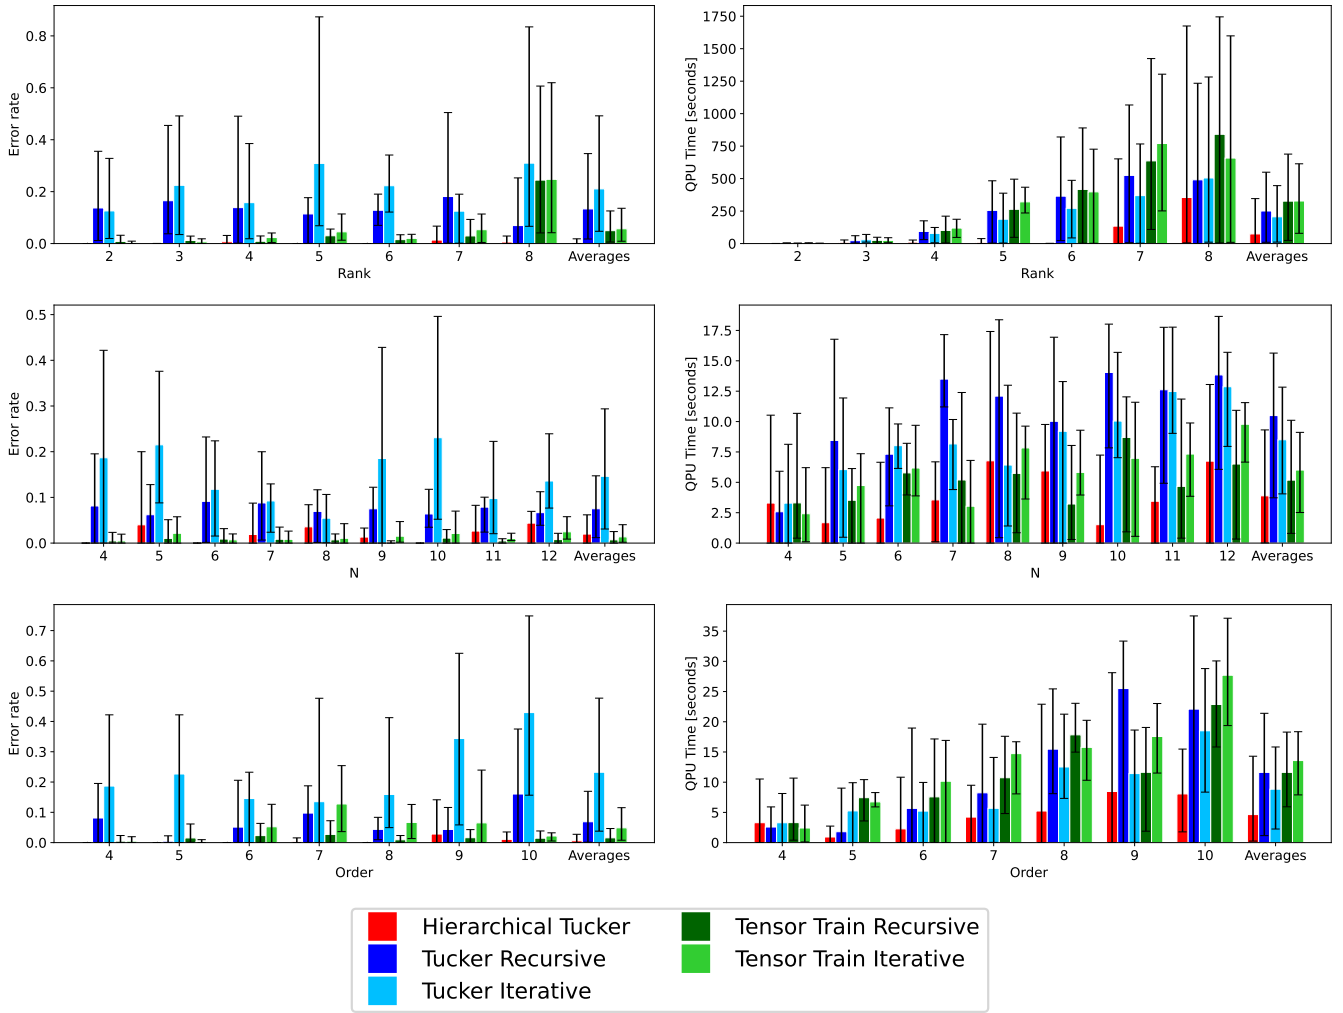 Error rate
0.8
0.6
0.4
0.2
0.0
2 3 4 5 6 7 8 Averages
Rank
QPU Time [seconds]
1750
1500
1250
1000
750
500
250
0
2 3 4 5 6 7 8 Averages
Rank
Error rate
0.5
0.4
0.3
0.2
0.1
0.0
4 5 6 7 8 9 10 11 12 Averages
N
QPU Time [seconds]
17.5
15.0
12.5
10.0
7.5
5.0
2.5
0.0
4 5 6 7 8 9 10 11 12 Averages
N
Error rate
0.7
0.6
0.5
0.4
0.3
0.2
0.1
0.0
4 5 6 7 8 9 10 Averages
Order
QPU Time [seconds]
35
30
25
20
15
10
5
0
4 5 6 7 8 9 10 Averages
Order
Hierarchical Tucker
Tucker Recursive
Tucker Iterative
Tensor Train Recursive
Tensor Train Iterative